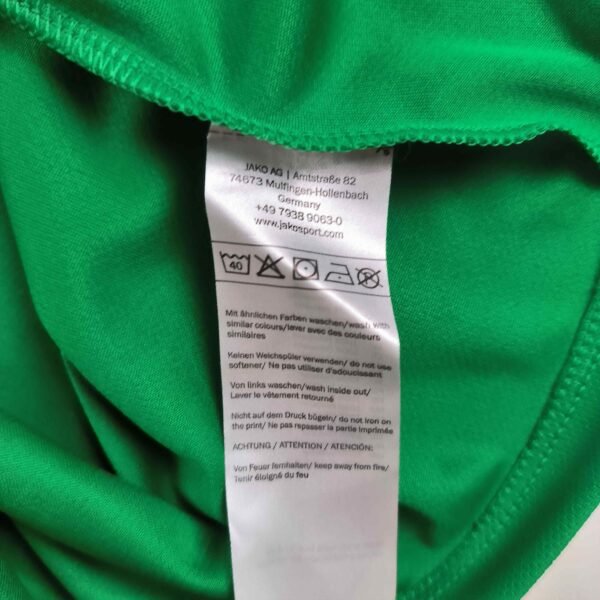 JAKO AG | Amtstraße 82
74673 Mulfingen-Hollenbach
Germany
+49 7938 9063-0
www.jakosport.com
40
P
Mit ähnlichen Farben waschen/wash with
similar colours/laver avec des couleurs
similaires
Keinen Weichspüler verwenden/ do not use
softener/ Ne pas utiliser d'adoucissant
Von links waschen/wash inside out/
Laver le vêtement retourné
Nicht auf dem Druck bügeln/ do not iron on
the print/ Ne pas repasser la partie imprimée
ACHTUNG / ATTENTION / ATENCIÓN:
Von Feuer fernhalten/ keep away from fire/
Tenir éloigné du feu